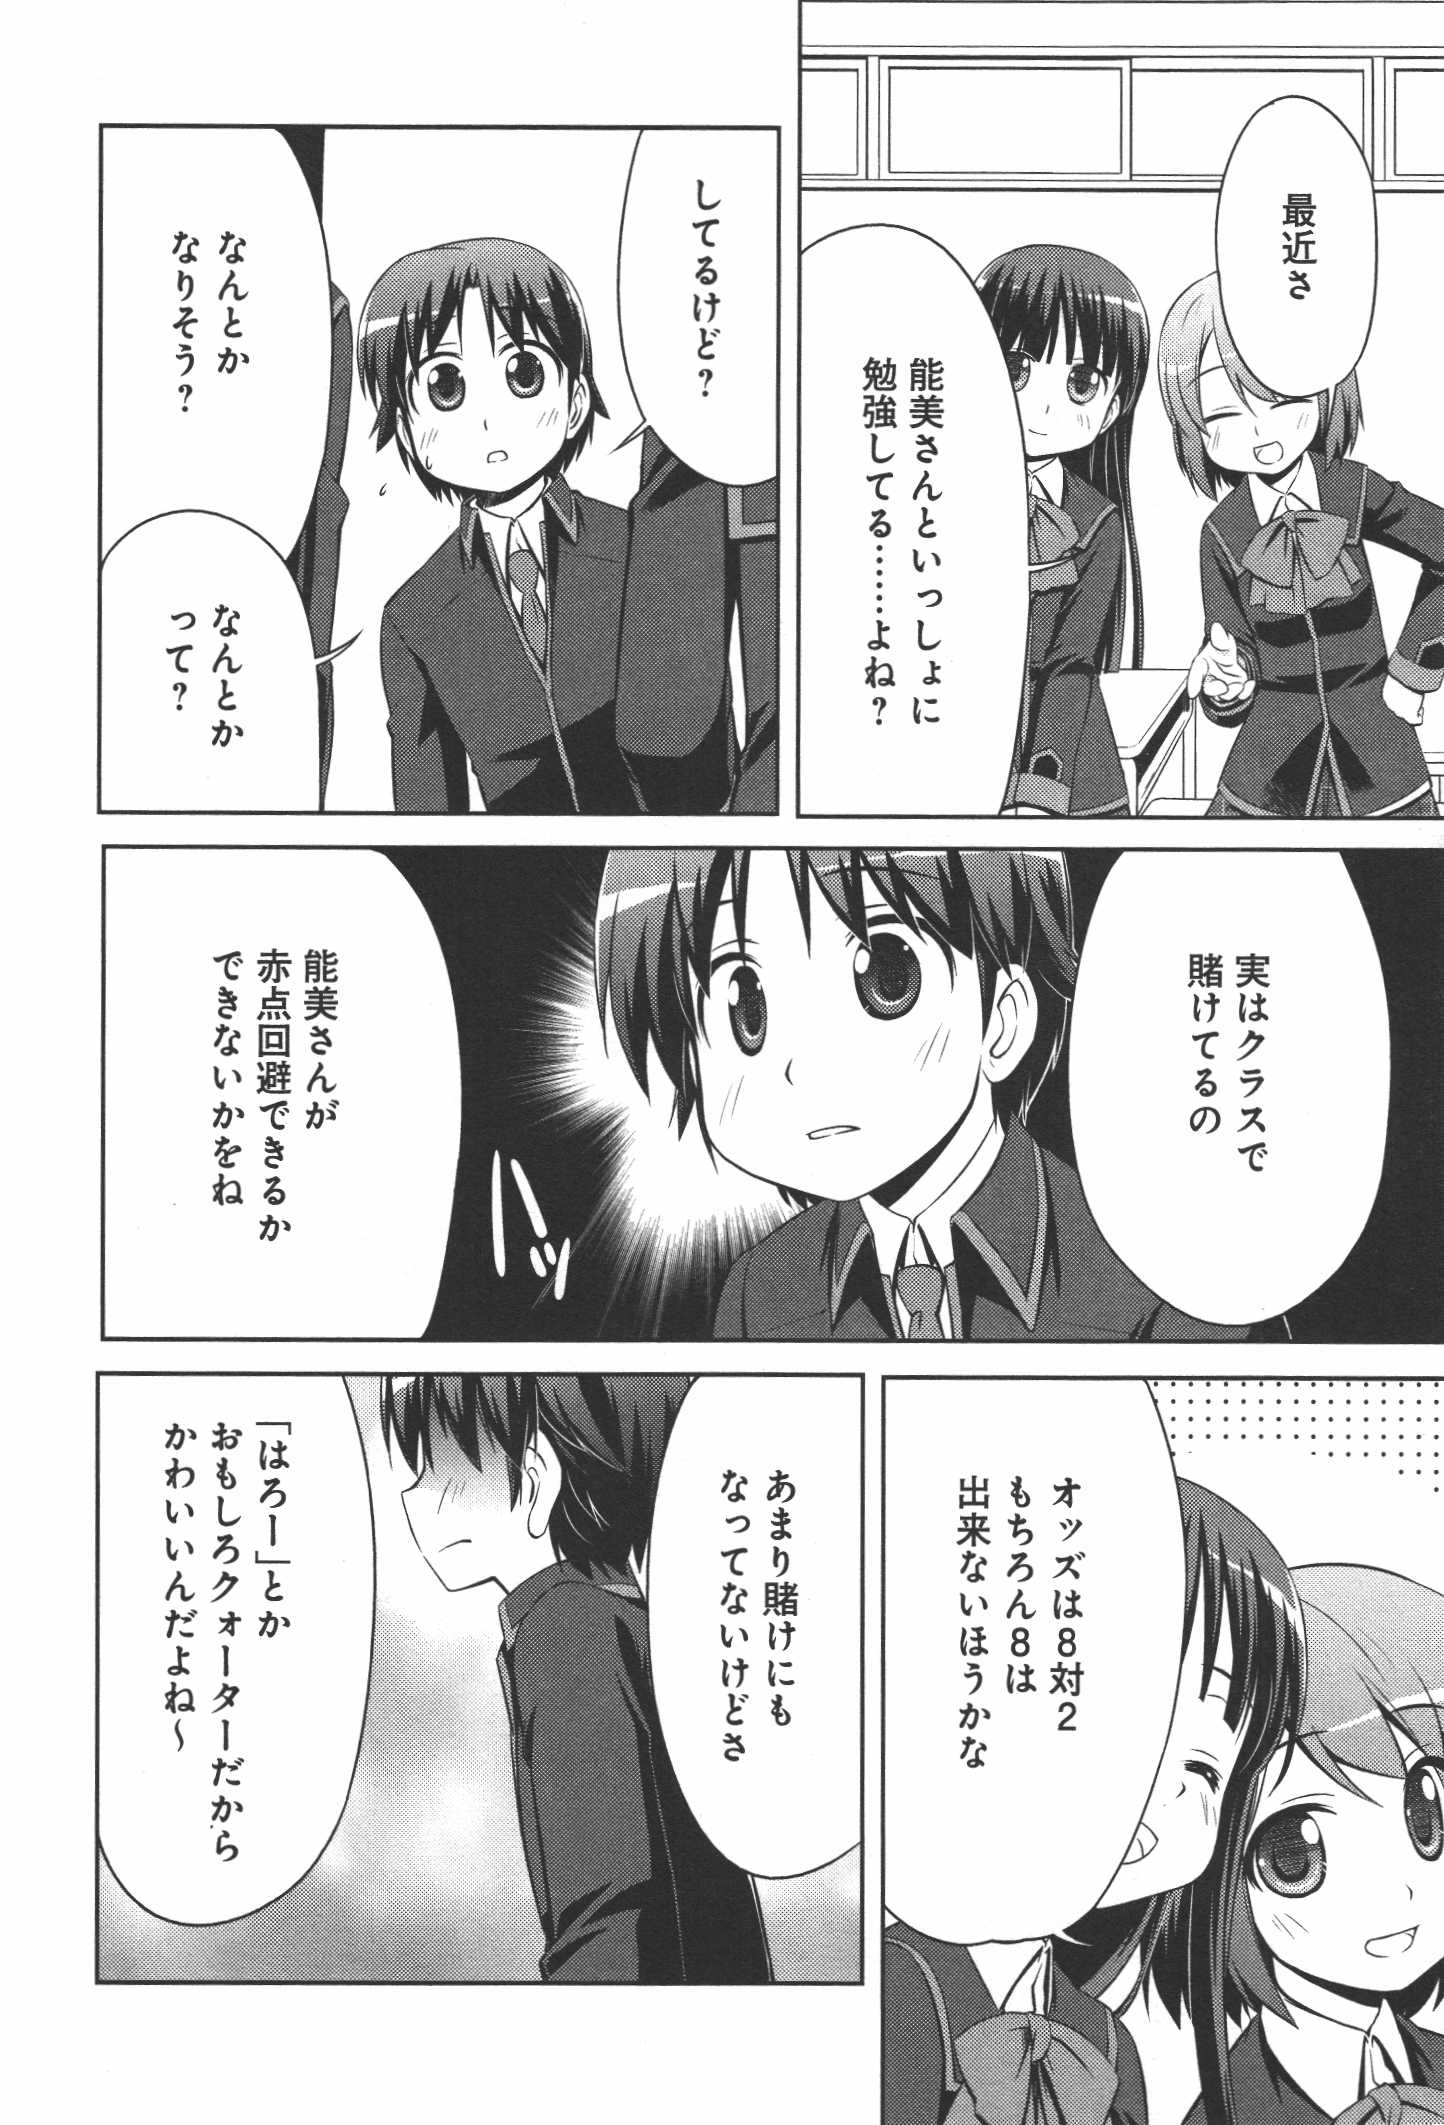 最近さ
能美さんといっしょに
勉強してる……よね？
してるけど？
なんとか
なりそう？
なんとか
って？
実はクラスで
賭けてるの
ドッ
能美さんが
赤点回避できるか
できないかをね
オッズは8対2
もちろん8は
出来ないほうかな
あまり賭けにも
なってないけどさ
「はろー」とか
おもしろクォーターだから
かわいいんだよね〜